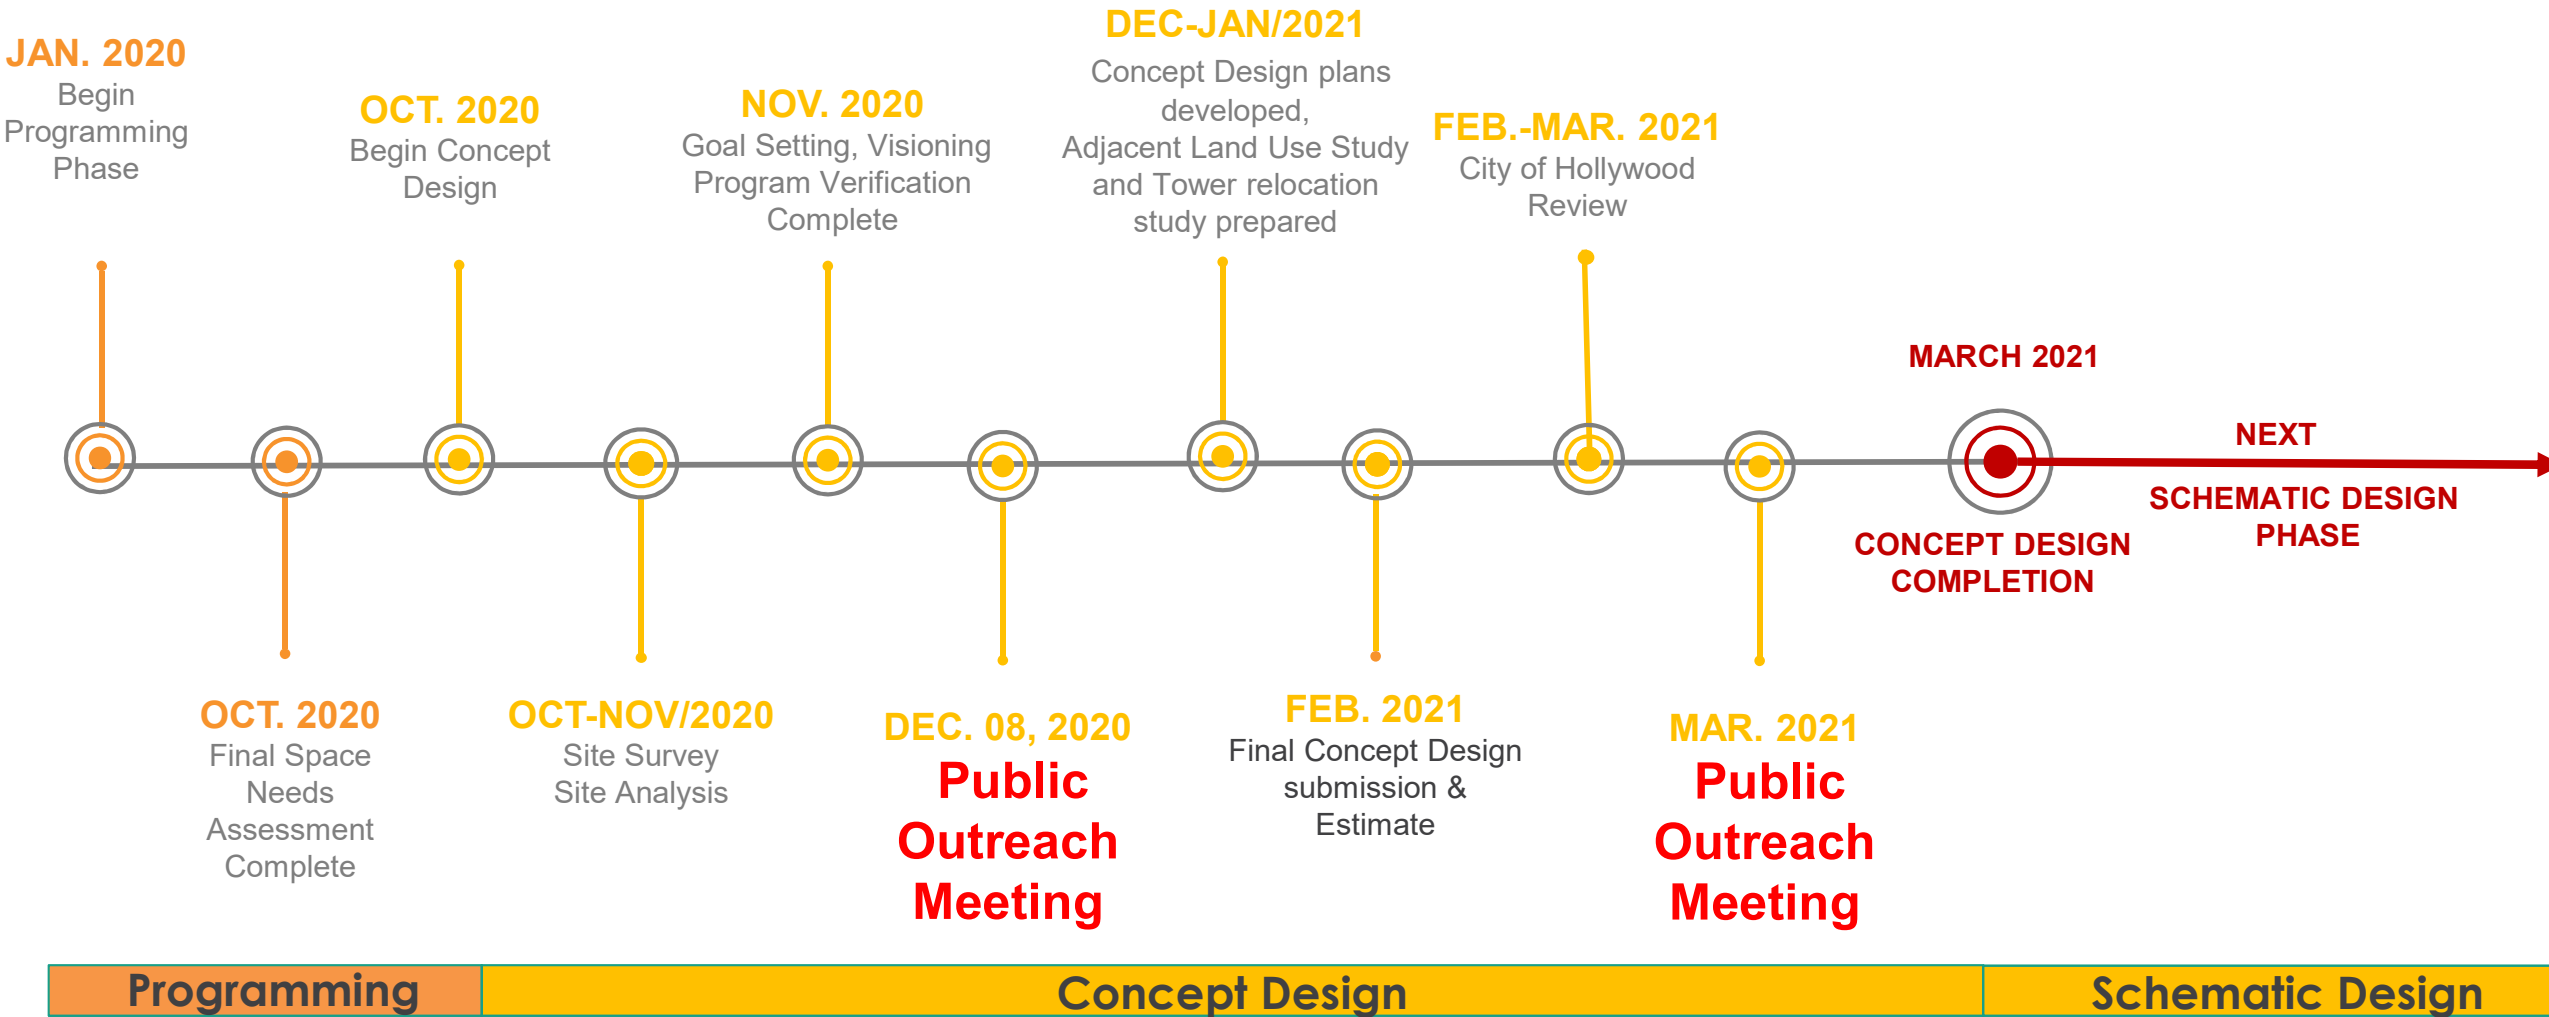 JAN. 2020
Begin
Programming
Phase
OCT. 2020
Begin Concept
Design
NOV. 2020
Goal Setting, Visioning
Program Verification
Complete
DEC-JAN/2021
Concept Design plans
developed,
Adjacent Land Use Study
and Tower relocation
study prepared
FEB.-MAR. 2021
City of Hollywood
Review
MARCH 2021
CONCEPT DESIGN
COMPLETION
NEXT
SCHEMATIC DESIGN
PHASE
OCT. 2020
Final Space
Needs
Assessment
Complete
OCT-NOV/2020
Site Survey
Site Analysis
DEC. 08, 2020
Public
Outreach
Meeting
FEB. 2021
Final Concept Design
submission &
Estimate
MAR. 2021
Public
Outreach
Meeting
Programming
Concept Design
Schematic Design